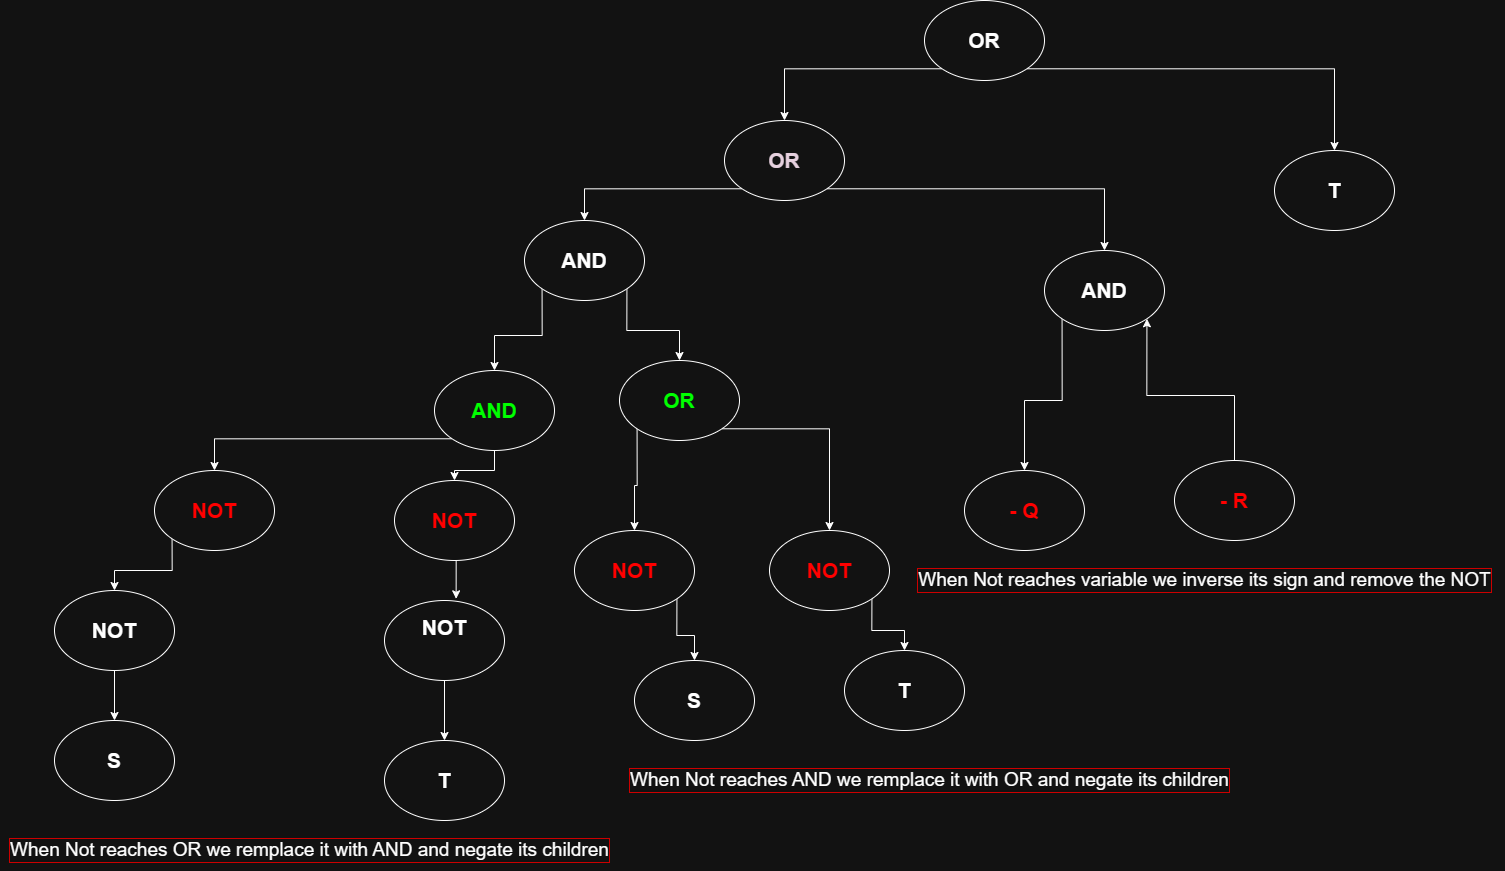 OR
OR
T
AND
AND
AND
OR
NOT
NOT
NOT
NOT
- Q
- R
When Not reaches variable we inverse its sign and remove the NOT
NOT
NOT
S
T
S
T
When Not reaches AND we remplace it with OR and negate its children
When Not reaches OR we remplace it with AND and negate its children